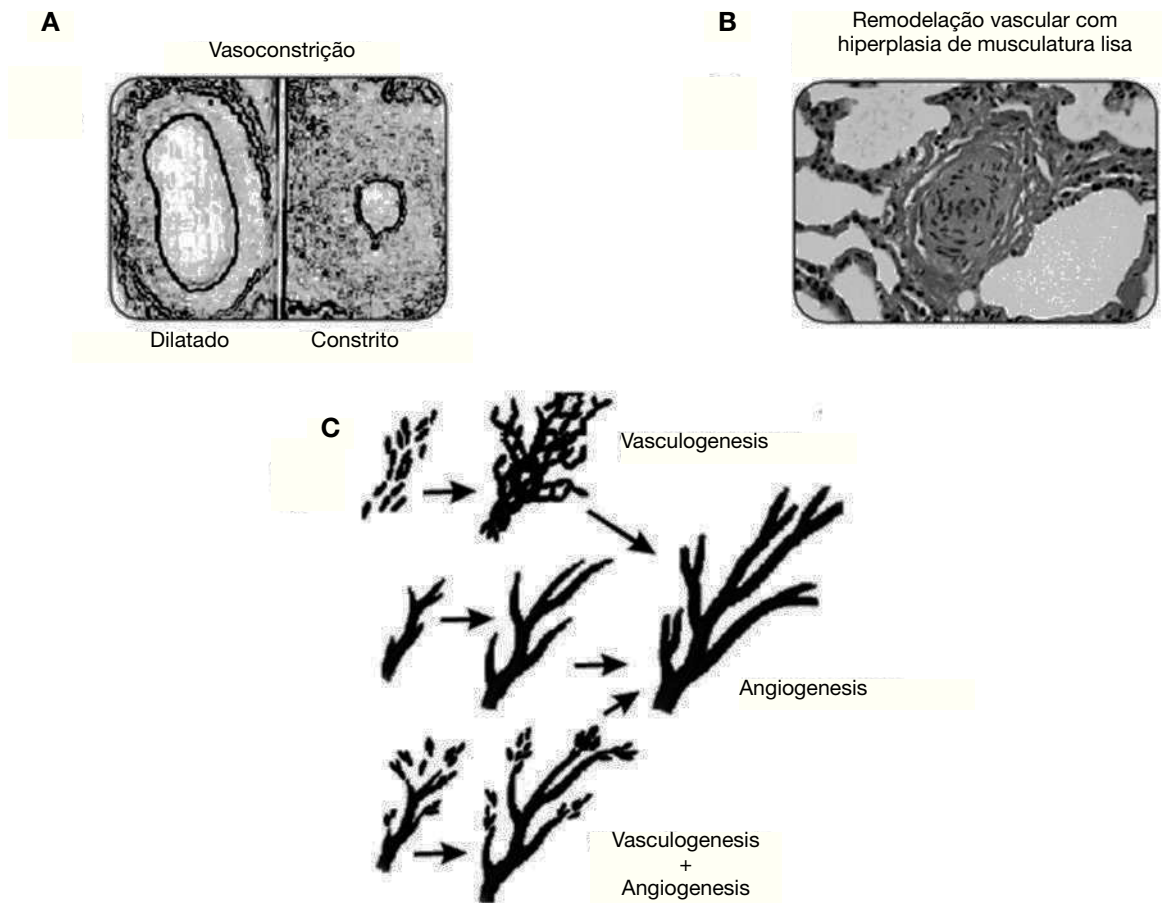 A
Vasoconstrição
Dilatado
Constrito
B
Remodelação vascular com
hiperplasia de musculatura lisa
C
Vasculogenesis
Angiogenesis
Vasculogenesis
+
Angiogenesis